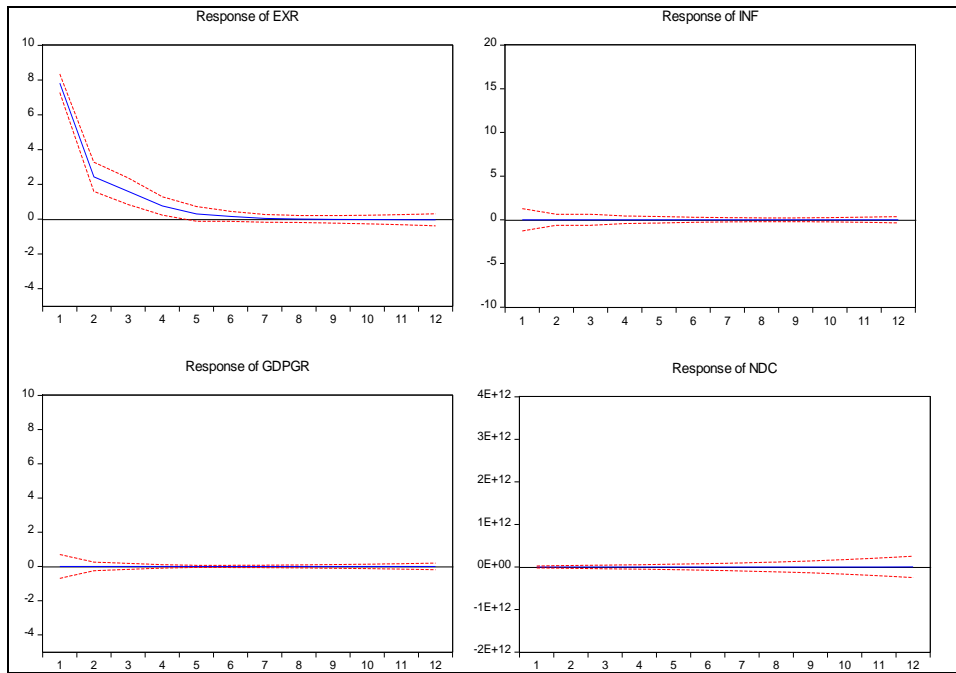 Response of EXR
10
8
6
4
2
0
-2
-4
1 2 3 4 5 6 7 8 9 10 11 12
Response of INF
20
15
10
5
0
-5
-10
1 2 3 4 5 6 7 8 9 10 11 12
Response of GDPGR
10
8
6
4
2
0
-2
-4
1 2 3 4 5 6 7 8 9 10 11 12
Response of NDC
4E+12
3E+12
2E+12
1E+12
0E+00
-1E+12
-2E+12
1 2 3 4 5 6 7 8 9 10 11 12